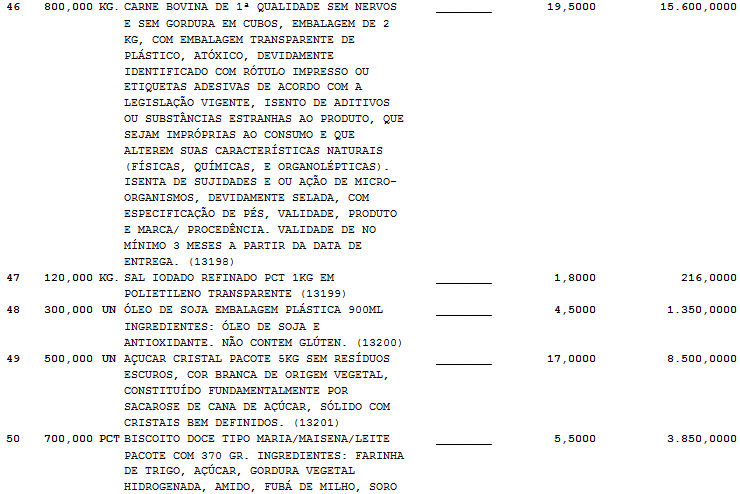 46 800,000 KG. CARNE BOVINA DE 1ª QUALIDADE SEM NERVOS ________ 19,5000 15.600,0000
E SEM GORDURA EM CUBOS, EMBALAGEM DE 2
KG, COM EMBALAGEM TRANSPARENTE DE
PLÁSTICO, ATÓXICO, DEVIDAMENTE
IDENTIFICADO COM RÓTULO IMPRESSO OU
ETIQUETAS ADESIVAS DE ACORDO COM A
LEGISLAÇÃO VIGENTE, ISENTO DE ADITIVOS
OU SUBSTÂNCIAS ESTRANHAS AO PRODUTO, QUE
SEJAM IMPRÓPRIAS AO CONSUMO E QUE
ALTEREM SUAS CARACTERÍSTICAS NATURAIS
(FÍSICAS, QUÍMICAS, E ORGANOLÉPTICAS).
ISENTA DE SUJIDADES E OU AÇÃO DE MICRO-
ORGANISMOS, DEVIDAMENTE SELADA, COM
ESPECIFICAÇÃO DE PÉS, VALIDADE, PRODUTO
E MARCA/ PROCEDÊNCIA. VALIDADE DE NO
MÍNIMO 3 MESES A PARTIR DA DATA DE
ENTREGA. (13198)
47 120,000 KG. SAL IODADO REFINADO PCT 1KG EM ________ 1,8000 216,0000
POLIETILENO TRANSPARENTE (13199)
48 300,000 UN ÓLEO DE SOJA EMBALAGEM PLÁSTICA 900ML ________ 4,5000 1.350,0000
INGREDIENTES: ÓLEO DE SOJA E
ANTIOXIDANTE. NÃO CONTEM GLÚTEN. (13200)
49 500,000 UN AÇUCAR CRISTAL PACOTE 5KG SEM RESÍDUOS ________ 17,0000 8.500,0000
ESCUROS, COR BRANCA DE ORIGEM VEGETAL,
CONSTITUÍDO FUNDAMENTALMENTE POR
SACAROSE DE CANA DE AÇÚCAR, SÓLIDO COM
CRISTAIS BEM DEFINIDOS. (13201)
50 700,000 PCT BISCOITO DOCE TIPO MARIA/MAISENA/LEITE ________ 5,5000 3.850,0000
PACOTE COM 370 GR. INGREDIENTES: FARINHA
DE TRIGO, AÇÚCAR, GORDURA VEGETAL
HIDROGENADA, AMIDO, FUBÁ DE MILHO, SORO